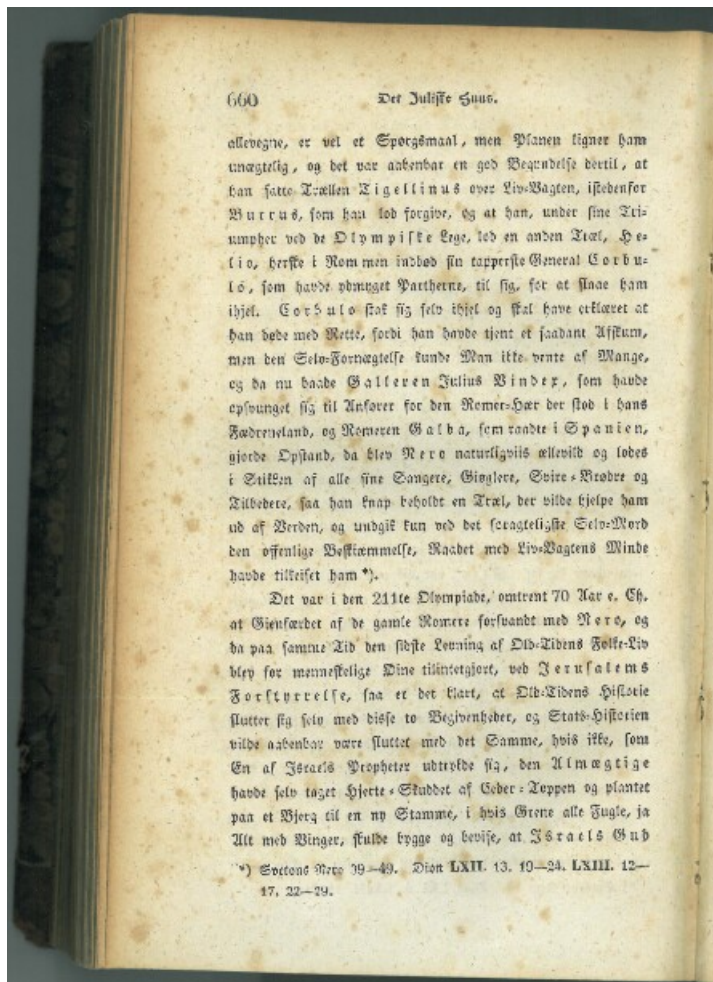 660 Det Juliske Huus.
allevegne, er vel et Spørgsmaal, men Planen ligner ham
unægtelig, og det var aabenbar en god Begyndelse dertil, at
han satte Trællen Tigellinus over Liv-Vagten, istedenfor
Burrus, som han lod forgive, og at han, under sine Tri-
umpher ved de Olympiske Lege, lod en anden Træl, He-
lio, herske i Rom men indbød sin tapperste General Corbu-
lo, som havde ydmyget Partherne, til sig, for at slaae ham
ihjel. Corbulo stak sig selv ihjel og skal have erklæret at
han døde med Rette, fordi han havde tjent et saadant Afskum,
men den Selv-Fornægtelse kunde Man ikke vente af Mange,
og da nu baade Galleren Julius Vindex, som havde
opsvunget sig til Anfører for den Romer-Hær der stod i hans
Fædreneland, og Romeren Galba, som raadte i Spanien,
gjorde Opstand, da blev Nero naturligviis ællevild og lodes
i Stikken af alle sine Sangere, Giøglere, Svire-Brødre og
Tilbedere, saa han knap beholdt en Træl, der vilde hjelpe ham
ud af Verden, og undgik kun ved det foragteligste Selv-Mord
den offenlige Beskiæmmelse, Raadet med Liv-Vagtens Minde
havde tilkeiset ham *).
Det var i den 211te Olympiade, omtrent 70 Aar e. Ch.
at Gienfærdet af de gamle Romere forsvandt med Nero, og
da paa samme Tid den sidste Levning af Old-Tidens Folke-Liv
blev for menneskelige Øine tilintetgjort, ved Jerusalems
Forstyrrelse, saa er det klart, at Old-Tidens Historie
slutter sig selv med disse to Begivenheder, og Stats-Historien
vilde aabenbar være sluttet med det Samme, hvis ikke, som
En af Israels Propheter udtrykde sig, den Almægtige
havde selv taget Hjerte-Skuddet af Ceder-Toppen og plantet
paa et Bjerg til en ny Stamme, i hvis Grene alle Fugle, ja
Alt med Vinger, skulde bygge og bevise, at Israels Gud
*) Svetons Nero 39—49. Dion LXII. 13. 19—24. LXIII. 12—
17. 22—29.